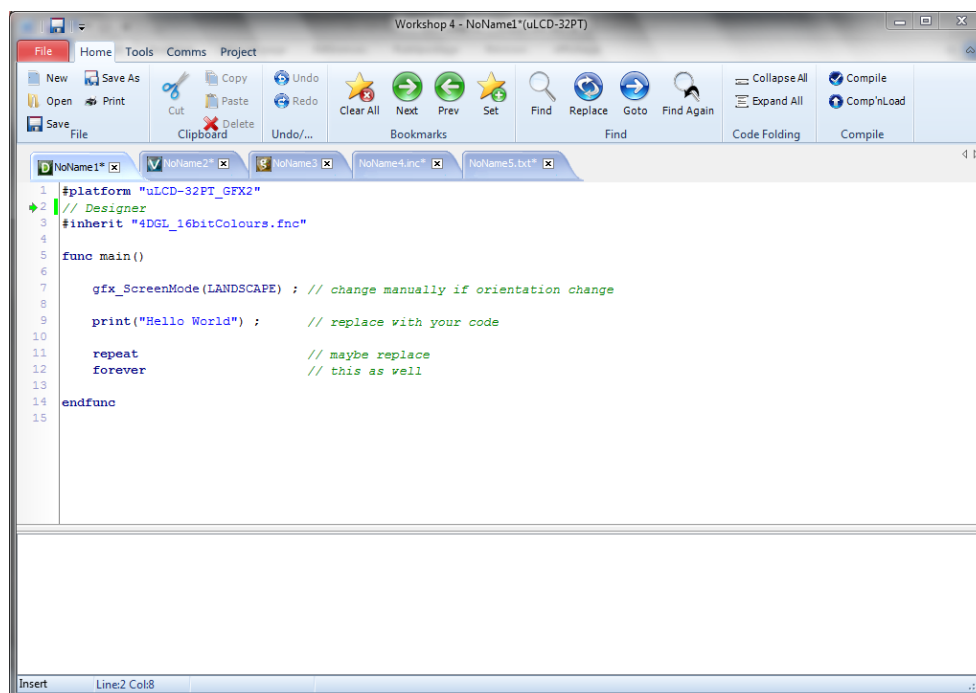 Workshop 4 - NoName1*(uLCD-32PT)
File Home Tools Comms Project
New Save As Cut Copy Undo Clear All Next Prev Set Find Replace Goto Find Again Collapse All Compile
Open Print Paste Redo Expand All Comp'nLoad
Save Delete
File Clipboard Undo/... Bookmarks Find Code Folding Compile
NoName1* NoName2* NoName3 NoName4.inc* NoName5.txt*
1 #platform "uLCD-32PT_GFX2"
2 // Designer
3 #inherit "4DGL_16bitColours.fnc"
4
5 func main()
6
7 gfx_ScreenMode(LANDSCAPE) ; // change manually if orientation change
8
9 print("Hello World") ; // replace with your code
10
11 repeat // maybe replace
12 forever // this as well
13
14 endfunc
15
Insert Line:2 Col:8